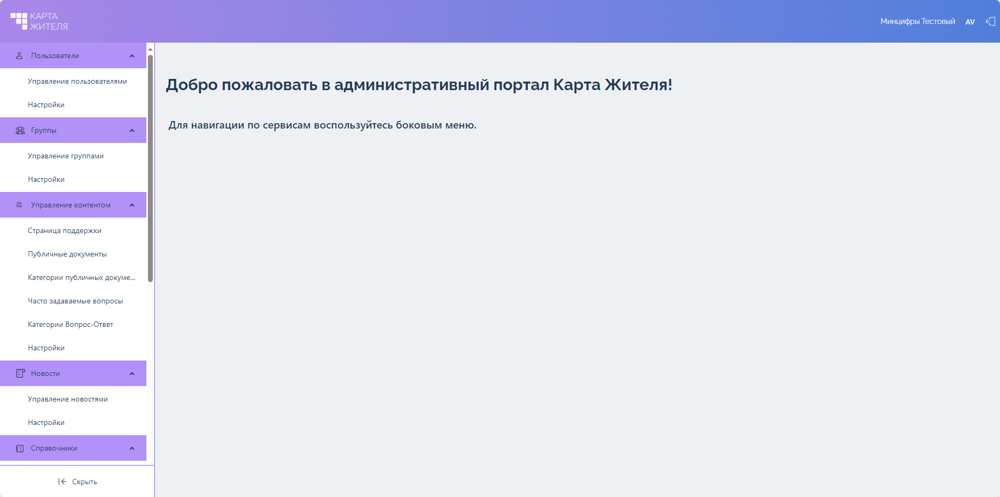 КАРТА
ЖИТЕЛЯ
Минцифры Тестовый AV
Пользователи
Управление пользователями
Настройки
Группы
Управление группами
Настройки
Управление контентом
Страница поддержки
Публичные документы
Категории публичных докуме...
Часто задаваемые вопросы
Категории Вопрос-Ответ
Настройки
Новости
Управление новостями
Настройки
Справочники
Скрыть
Добро пожаловать в административный портал Карта Жителя!
Для навигации по сервисам воспользуйтесь боковым меню.